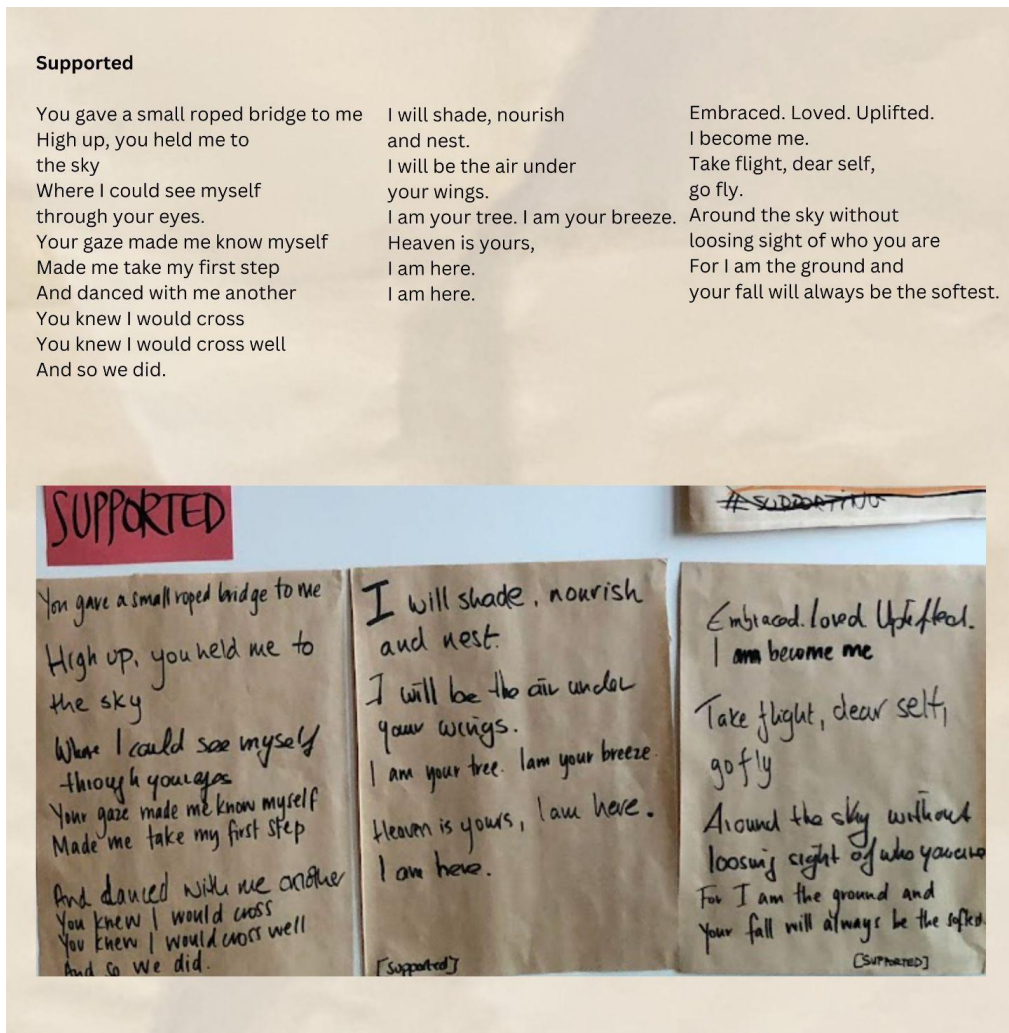 Supported
You gave a small roped bridge to me
High up, you held me to
the sky
Where I could see myself
through your eyes.
Your gaze made me know myself
Made me take my first step
And danced with me another
You knew I would cross
You knew I would cross well
And so we did.
I will shade, nourish
and nest.
I will be the air under
your wings.
I am your tree. I am your breeze.
Heaven is yours,
I am here.
I am here.
Embraced. Loved. Uplifted.
I become me.
Take flight, dear self,
go fly.
Around the sky without
loosing sight of who you are
For I am the ground and
your fall will always be the softest.
SUPPORTED
#SUPPORTING
You gave a small roped bridge to me
High up, you held me to
the sky
Where I could see myself
through your eyes
Your gaze made me know myself
Made me take my first step
And danced with me another
You knew I would cross
You knew I would cross well
And so we did.
I will shade, nourish
and nest.
I will be the air under
your wings.
I am your tree. I am your breeze.
Heaven is yours, I am here.
I am here.
[Supported]
Embraced. Loved. Uplifted.
I am become me
Take flight, dear self,
go fly
Around the sky without
loosing sight of who you are
For I am the ground and
Your fall will always be the softest
[SUPPORTED]